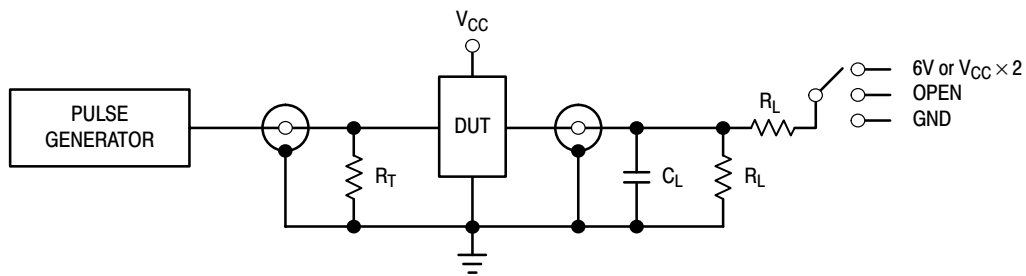 V_CC
PULSE
GENERATOR
R_T
DUT
C_L
R_L
R_L
6V or V_CC × 2
OPEN
GND